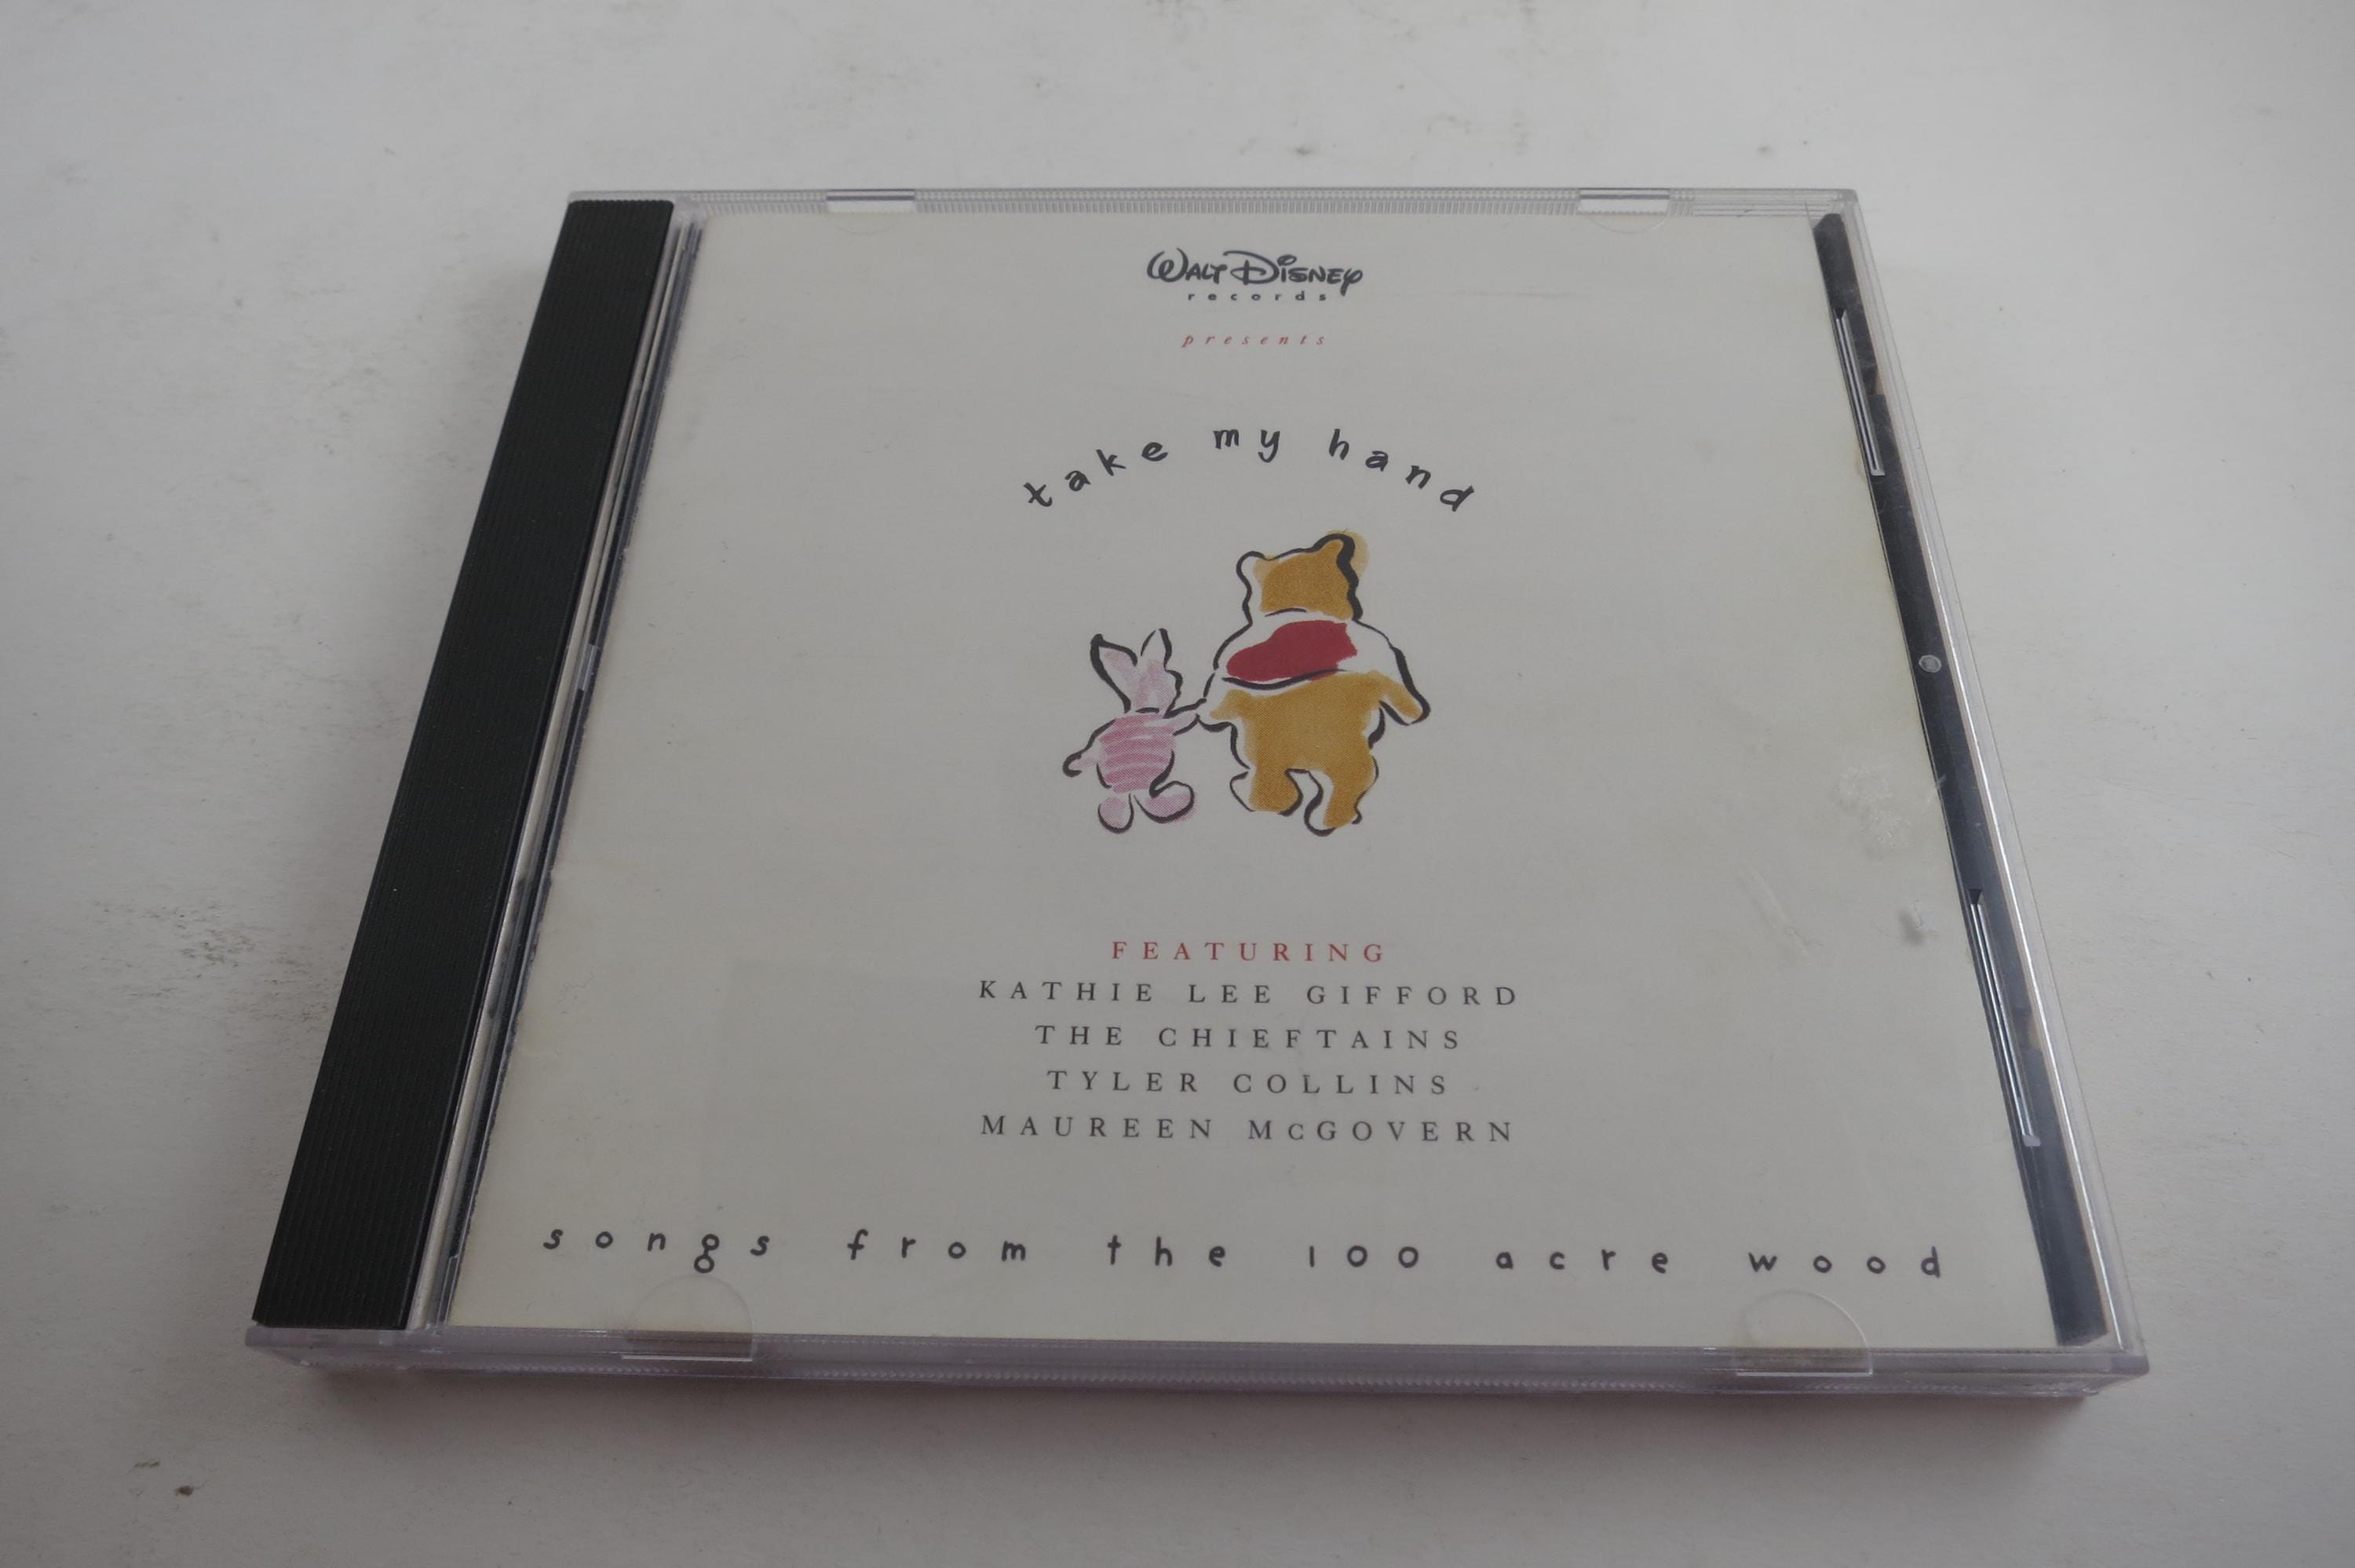 Walt Disney
records
presents
take my hand
FEATURING
KATHIE LEE GIFFORD
THE CHIEFTAINS
TYLER COLLINS
MAUREEN McGOVERN
songs from the 100 acre wood